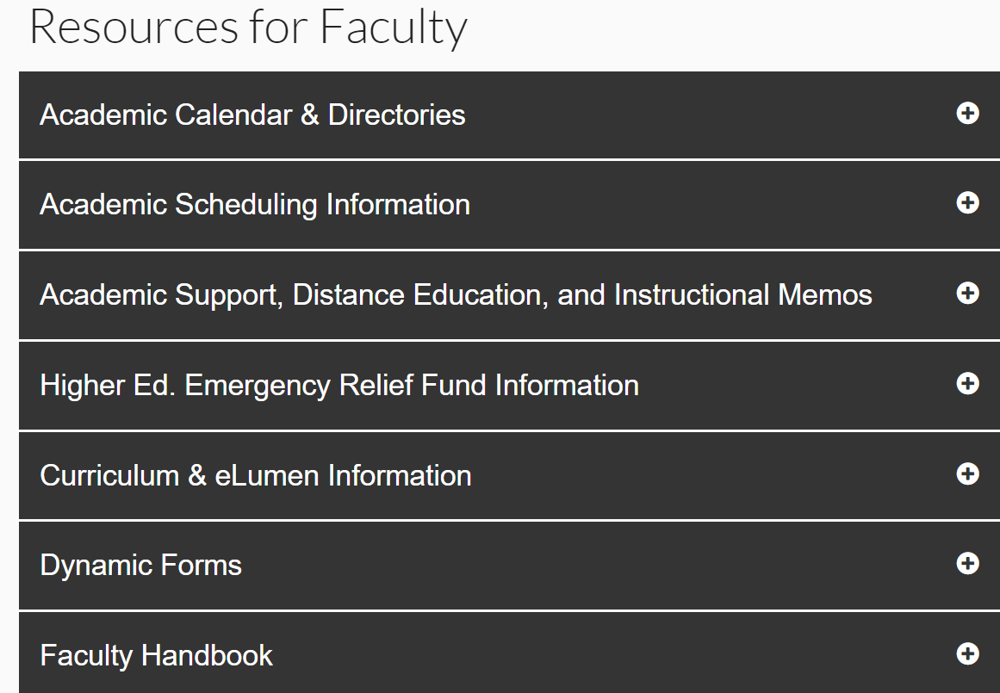 Resources for Faculty
Academic Calendar & Directories
Academic Scheduling Information
Academic Support, Distance Education, and Instructional Memos
Higher Ed. Emergency Relief Fund Information
Curriculum & eLumen Information
Dynamic Forms
Faculty Handbook